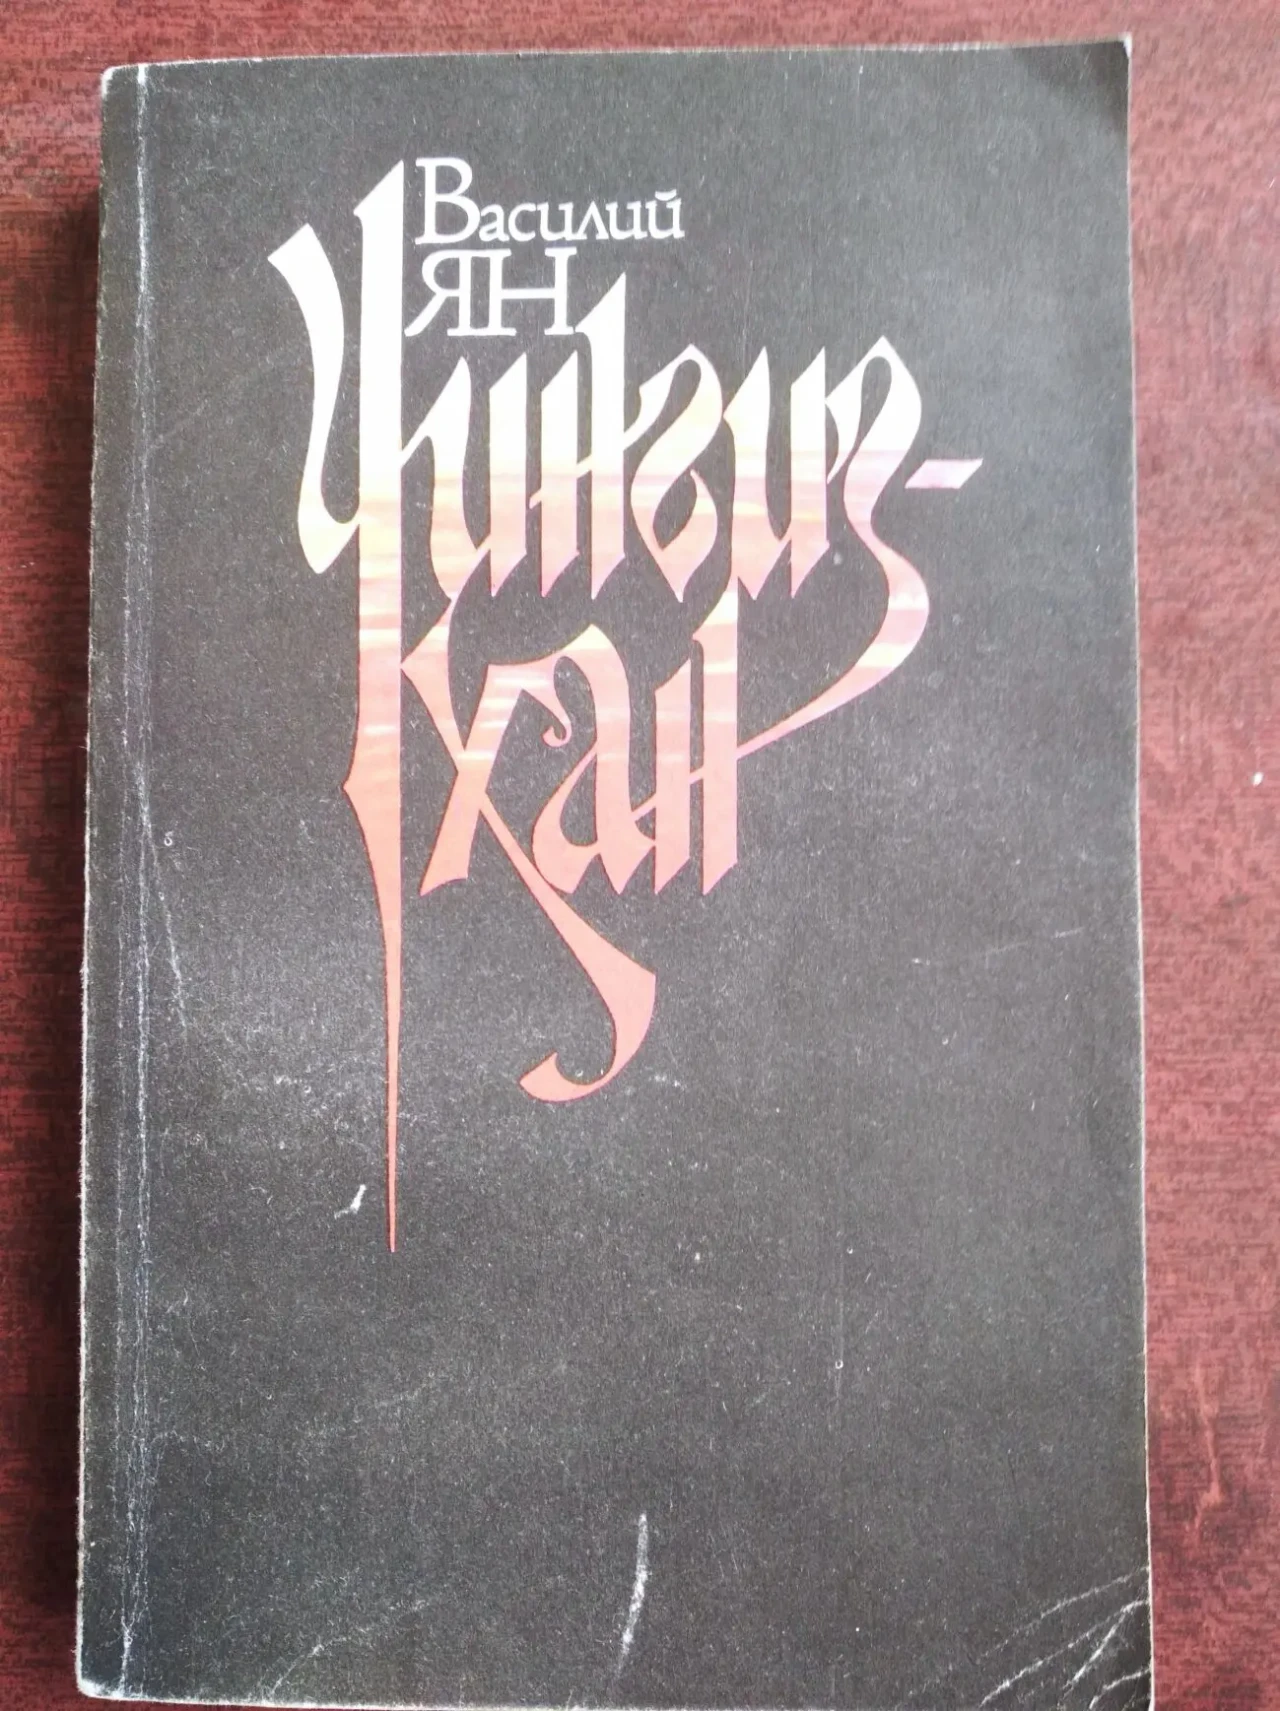 Василий
ЯН
Чингиз-
хан